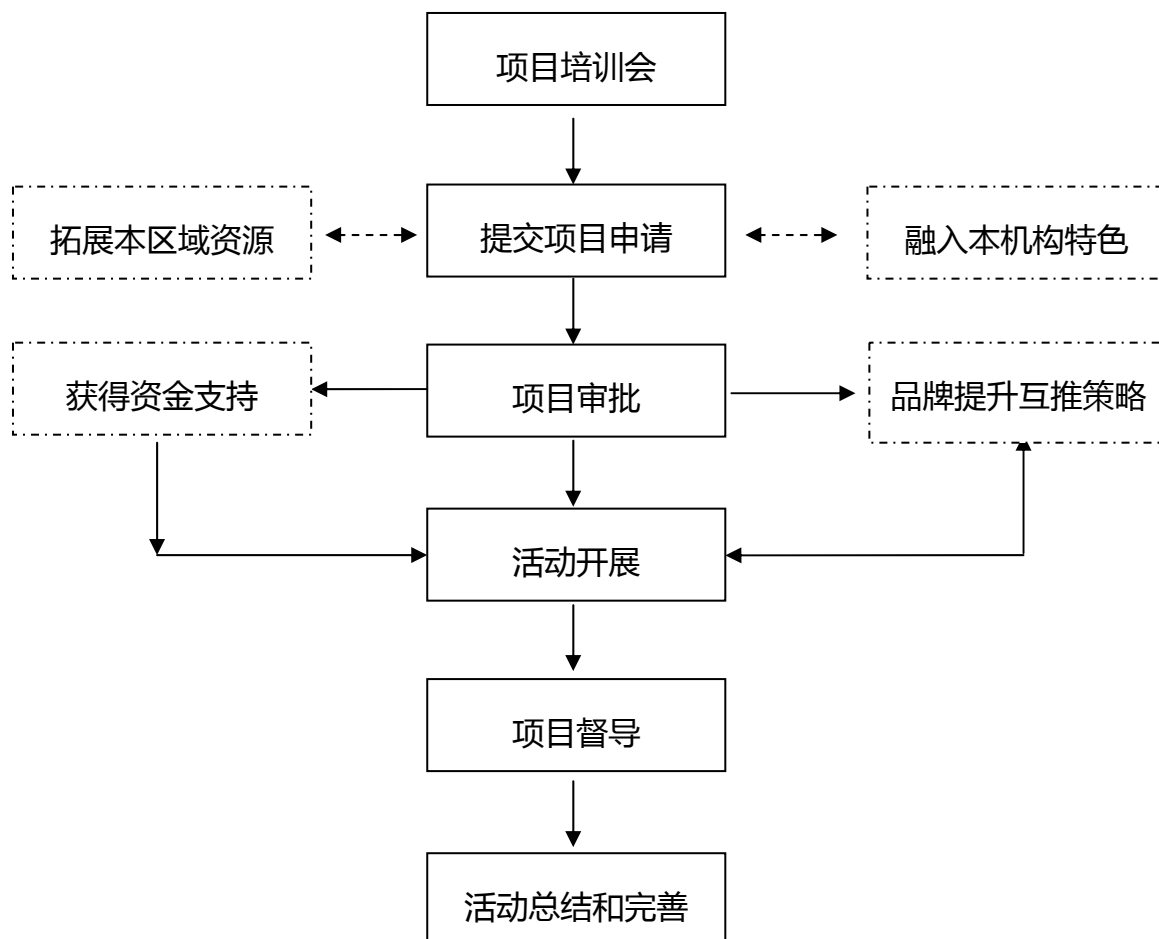 项目培训会
拓展本区域资源
提交项目申请
融入本机构特色
获得资金支持
项目审批
品牌提升互推策略
活动开展
项目督导
活动总结和完善